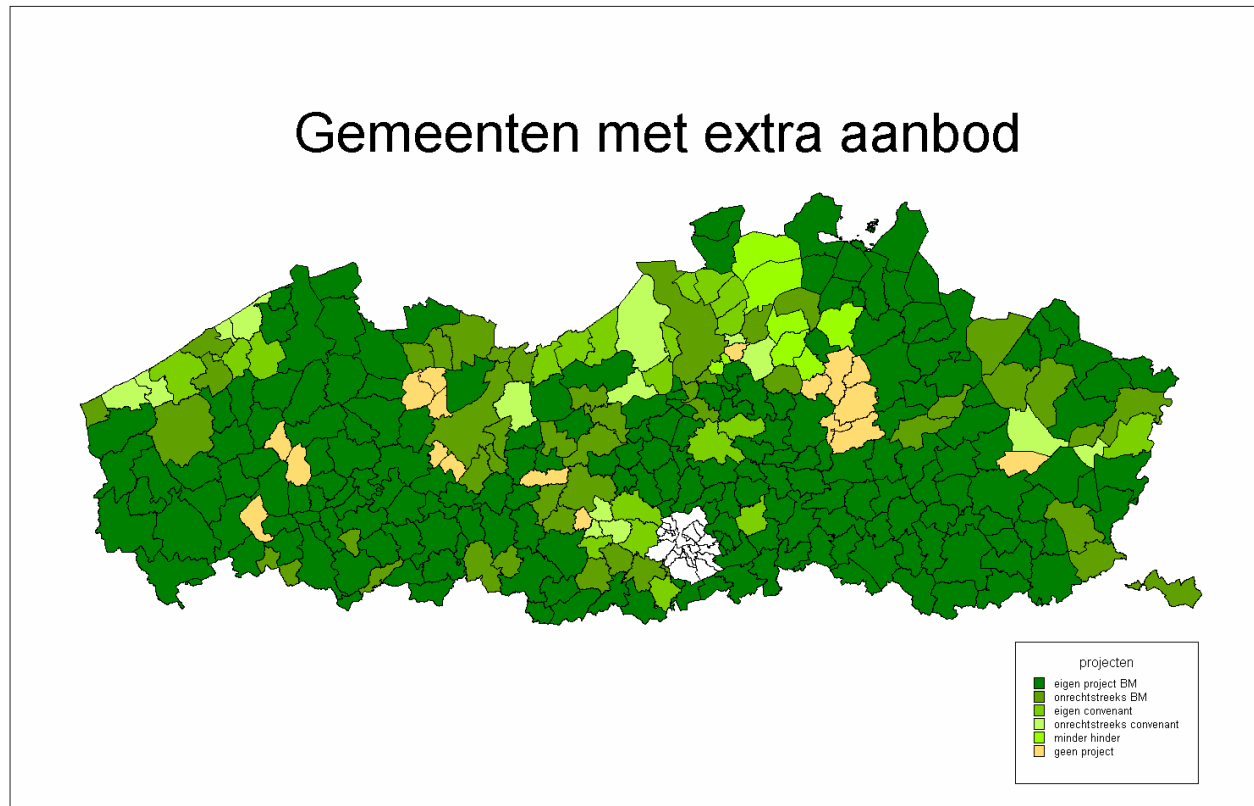 Gemeenten met extra aanbod
projecten
eigen project BM
onrechtstreeks BM
eigen convenant
onrechtstreeks convenant
minder hinder
geen project